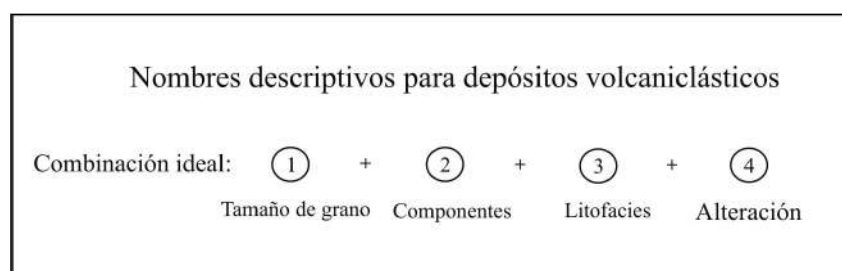 Nombres descriptivos para depósitos volcaniclásticos
Combinación ideal: 1 + 2 + 3 + 4
Tamaño de grano Componentes Litofacies Alteración